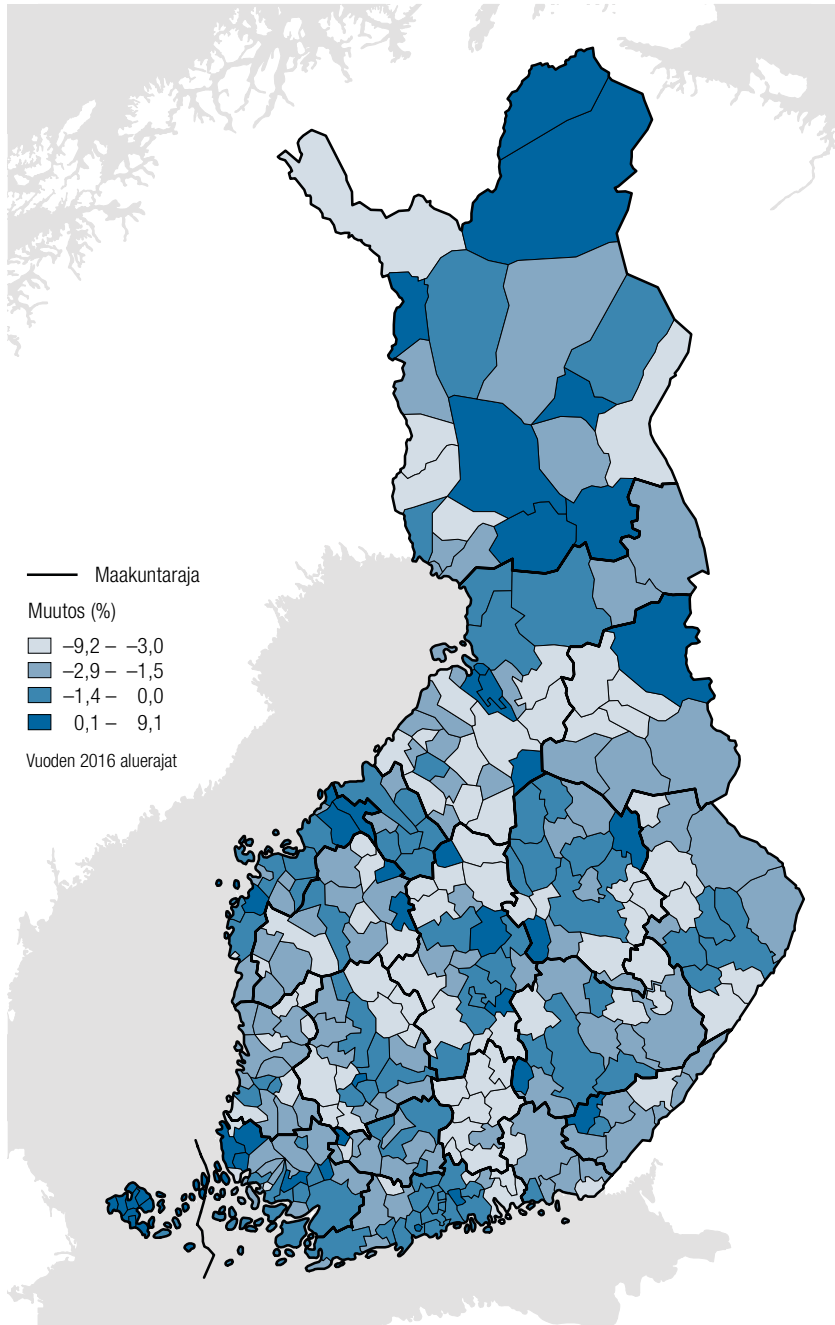 Maakuntaraja
Muutos (%)
–9,2 – –3,0
–2,9 – –1,5
–1,4 – 0,0
0,1 – 9,1
Vuoden 2016 aluerajat